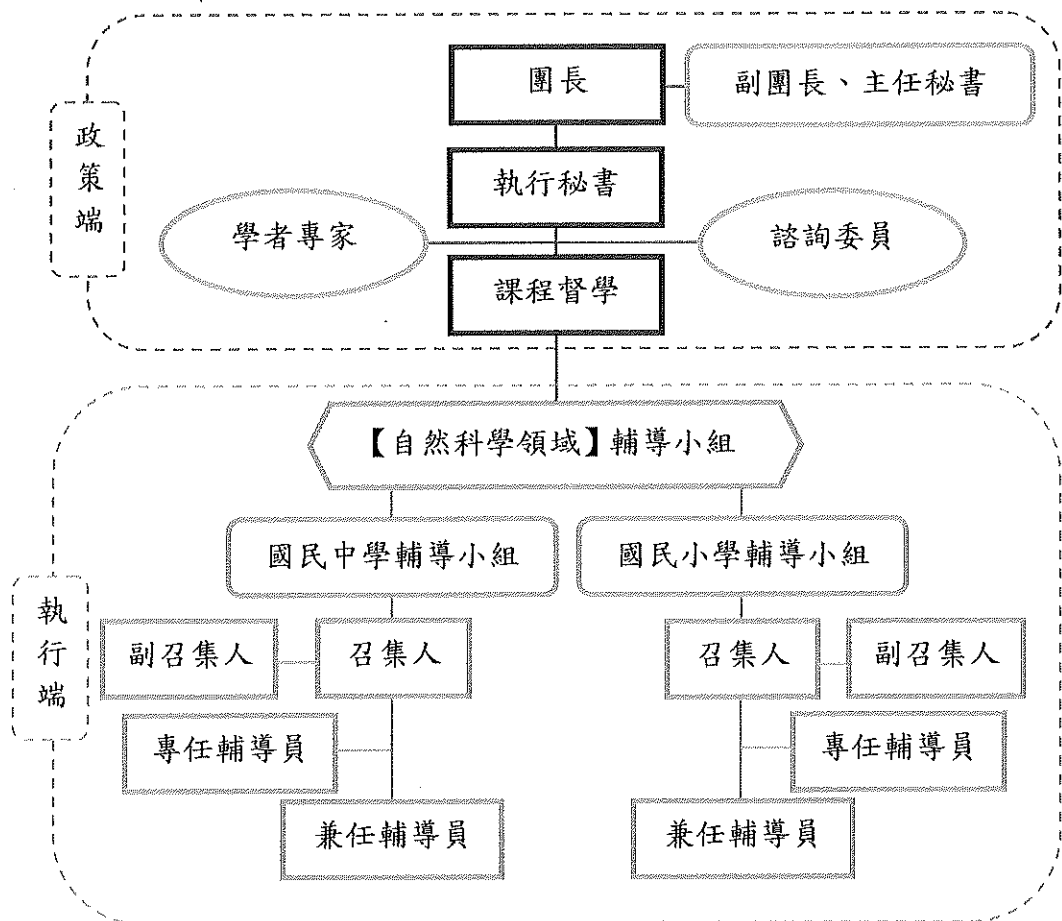 團長
副團長、主任秘書
政策端
執行秘書
學者專家
諮詢委員
課程督學
【自然科學領域】輔導小組
國民中學輔導小組
國民小學輔導小組
執行端
副召集人
召集人
召集人
副召集人
專任輔導員
專任輔導員
兼任輔導員
兼任輔導員